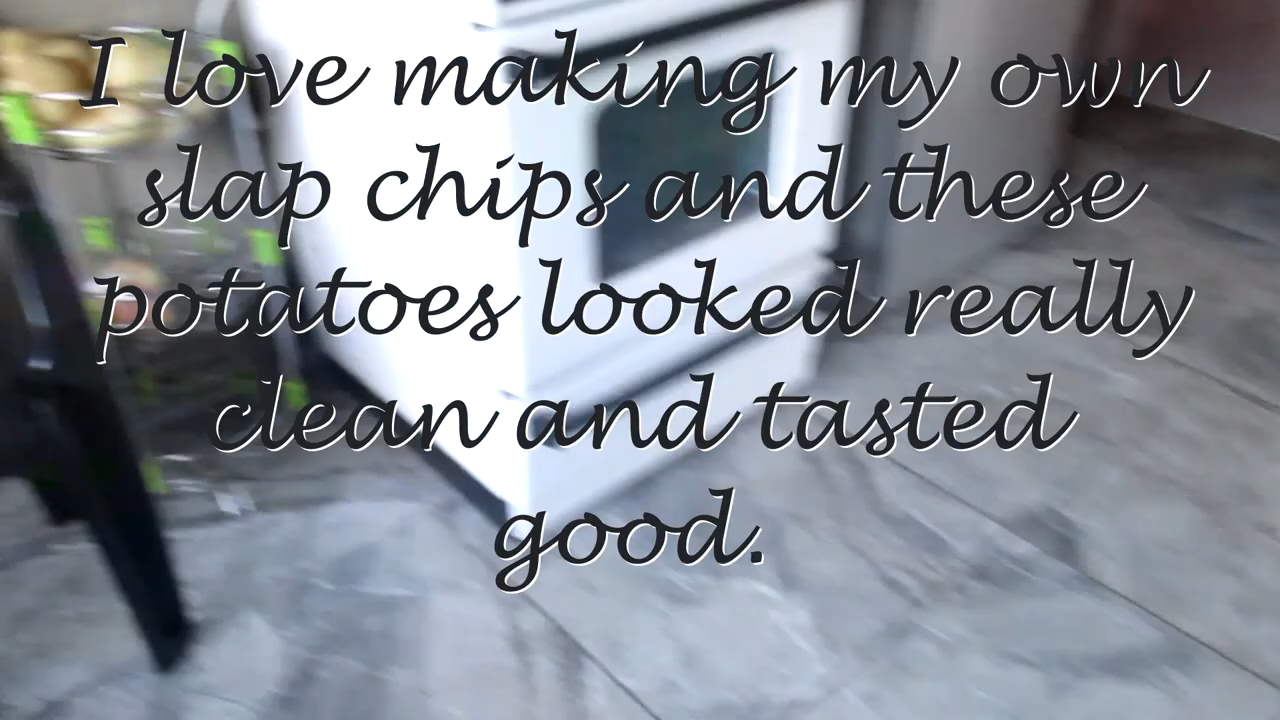 I love making my own
slap chips and these
potatoes looked really
clean and tasted
good.